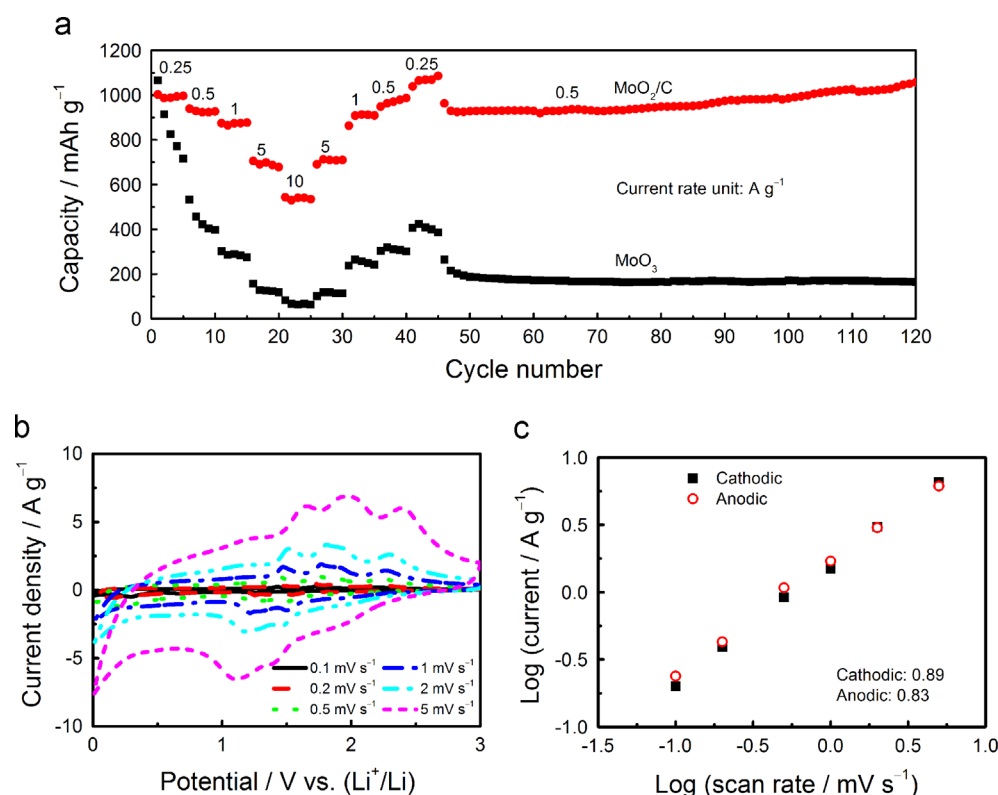 a
1200
1000
800
600
400
200
0
Capacity / mAh g⁻¹
0.25
0.5
1
5
10
5
1
0.5
0.25
0.5
MoO₂/C
Current rate unit: A g⁻¹
MoO₃
0 10 20 30 40 50 60 70 80 90 100 110 120
Cycle number
b
10
5
0
-5
-10
Current density / A g⁻¹
0.1 mV s⁻¹
0.2 mV s⁻¹
0.5 mV s⁻¹
1 mV s⁻¹
2 mV s⁻¹
5 mV s⁻¹
0 1 2 3
Potential / V vs. (Li⁺/Li)
c
1.0
0.5
0.0
-0.5
-1.0
Log (current / A g⁻¹)
Cathodic
Anodic
Cathodic: 0.89
Anodic: 0.83
-1.5 -1.0 -0.5 0.0 0.5 1.0
Log (scan rate / mV s⁻¹)